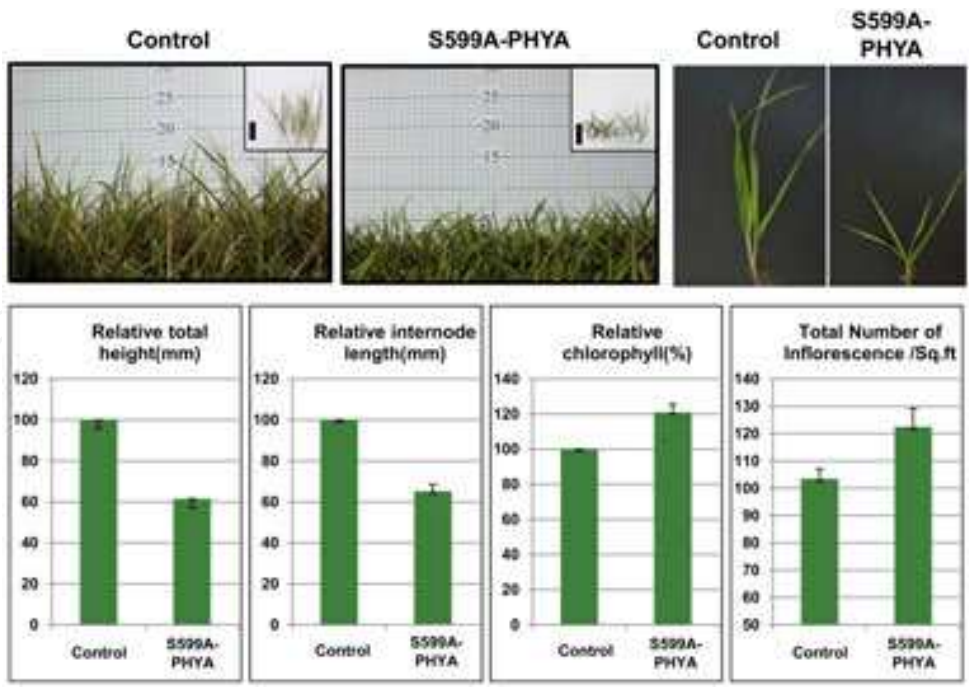 Control
S599A-PHYA
Control
S599A-
PHYA
25
20
15
20
15
Relative total
height(mm)
120
100
80
60
40
20
0
Control
S599A-
PHYA
Relative internode
length(mm)
120
100
80
60
40
20
0
Control
S599A-
PHYA
Relative
chlorophyll(%)
140
120
100
80
60
40
20
0
Control
S599A-
PHYA
Total Number of
Inflorescence /Sq.ft
140
130
120
110
100
90
80
70
60
50
Control
S599A-
PHYA